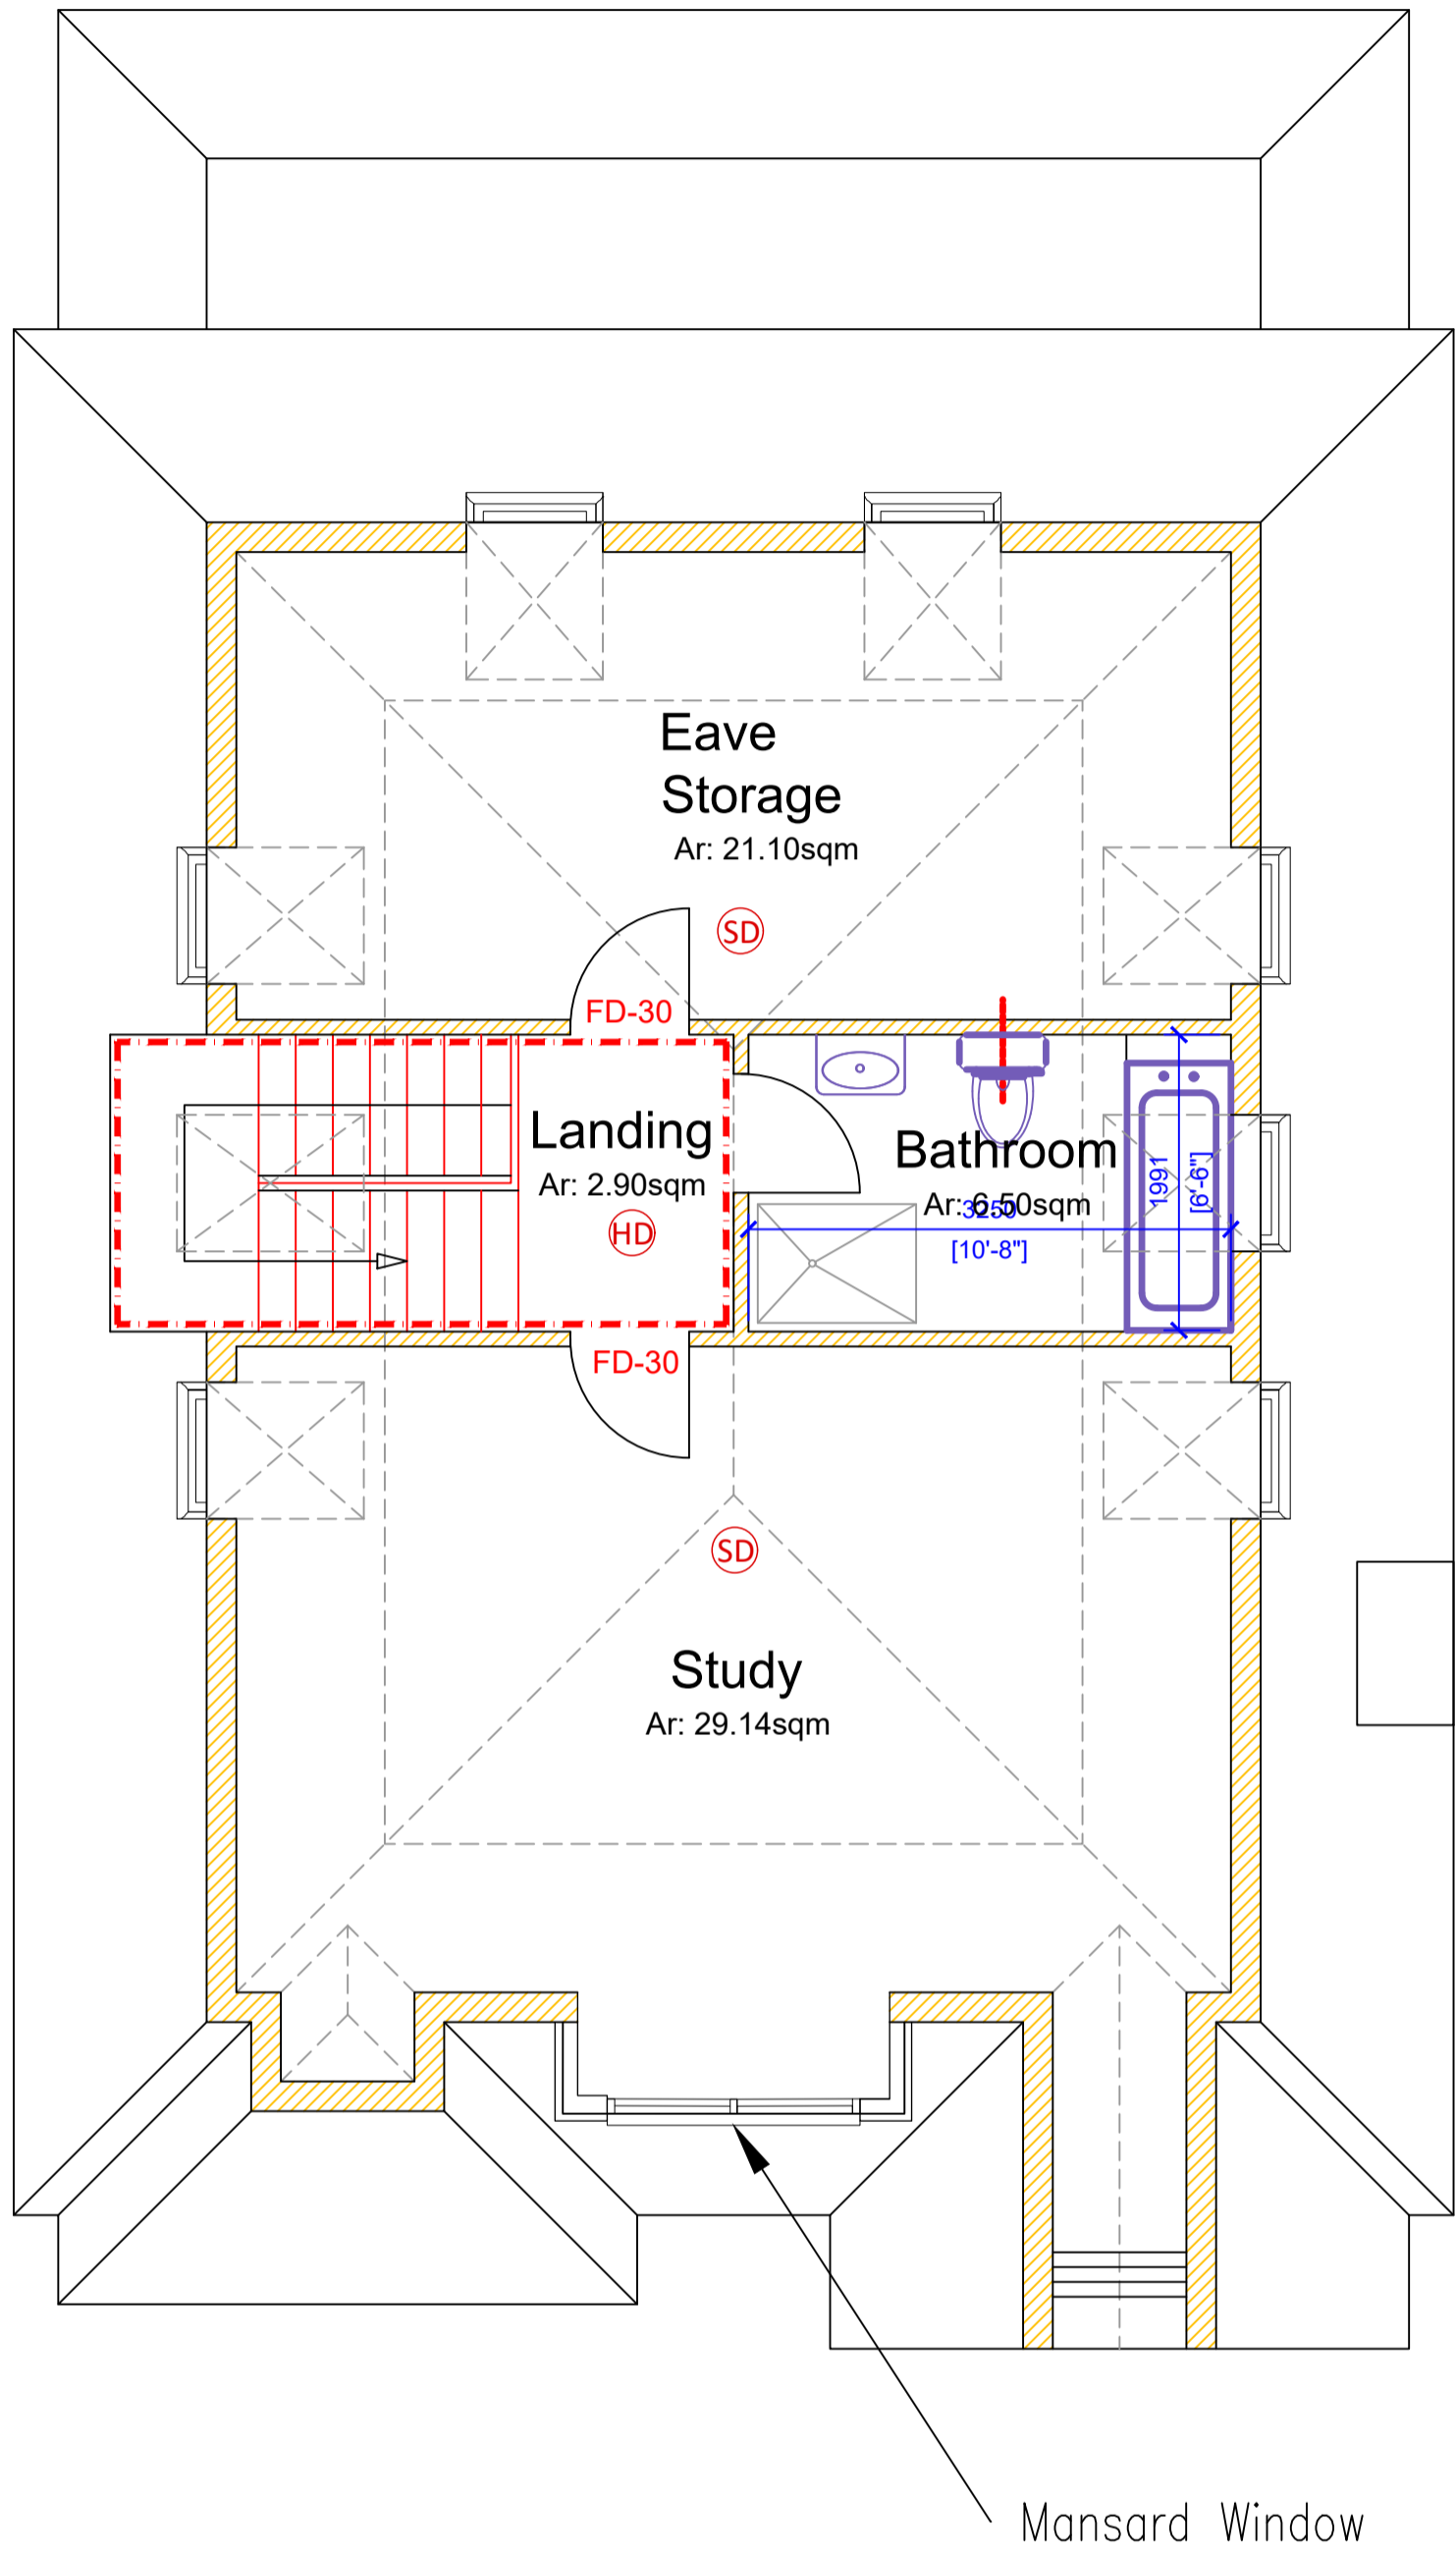 Eave
Storage
Ar: 21.10sqm
SD
FD-30
Landing
Ar: 2.90sqm
HD
Bathroom
Ar: 6.50sqm
3250
[10'-8"]
1991
[6'-6"]
FD-30
SD
Study
Ar: 29.14sqm
Mansard Window